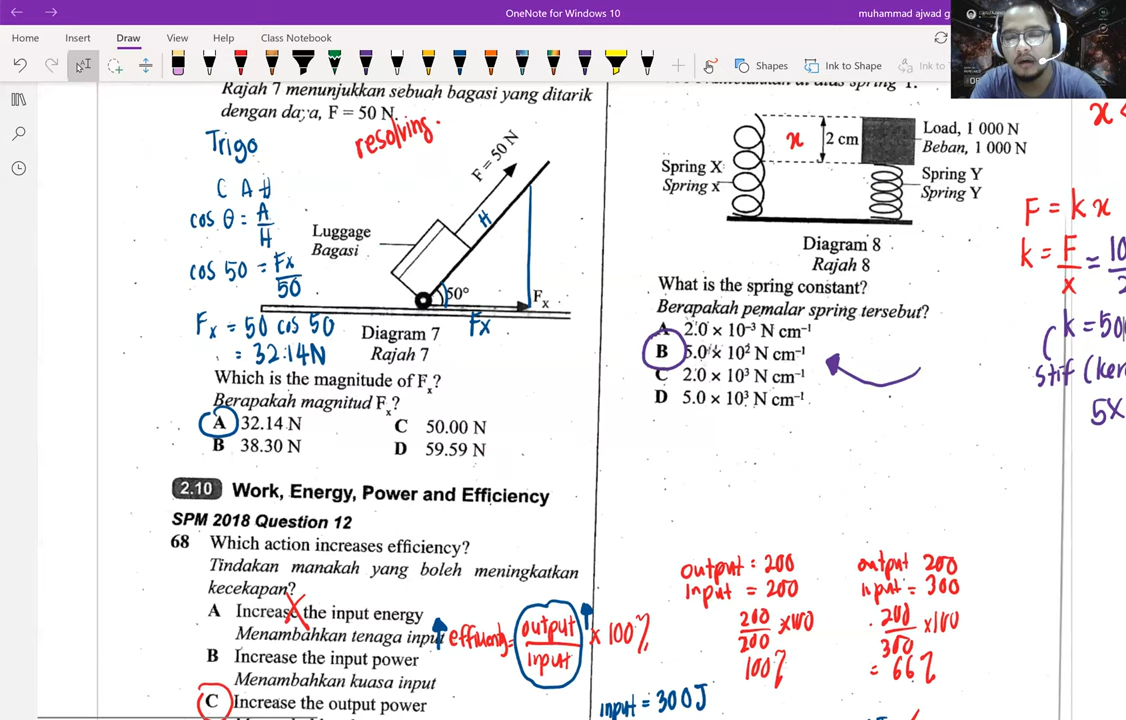 OneNote for Windows 10
muhammad ajwad g
Home Insert Draw View Help Class Notebook
Shapes Ink to Shape Ink to
Rajah 7 menunjukkan sebuah bagasi yang ditarik
dengan daya, F = 50 N.
Trigo
resolving.
C A H
cos θ = A/H
cos 50 = Fx/50
Fx = 50 cos 50
= 32.14N
F = 50 N
H
Luggage
Bagasi
50°
Fx
Fx
Diagram 7
Rajah 7
Which is the magnitude of Fx?
Berapakah magnitud Fx?
A 32.14 N C 50.00 N
B 38.30 N D 59.59 N
2.10 Work, Energy, Power and Efficiency
SPM 2018 Question 12
68 Which action increases efficiency?
Tindakan manakah yang boleh meningkatkan
kecekapan?
A Increase the input energy
Menambahkan tenaga input
B Increase the input power
Menambahkan kuasa input
C Increase the output power
efficiency = output/input × 100%
Spring X
Spring x
x
2 cm
Load, 1 000 N
Beban, 1 000 N
Spring Y
Spring Y
Diagram 8
Rajah 8
What is the spring constant?
Berapakah pemalar spring tersebut?
A 2.0 × 10⁻³ N cm⁻¹
B 5.0 × 10² N cm⁻¹
C 2.0 × 10³ N cm⁻¹
D 5.0 × 10³ N cm⁻¹
F = kx
k = F/x =
stif
output = 200
input = 200
200/200 × 100
100%
output 200
input = 300
200/300 × 100
= 66%
input = 300J